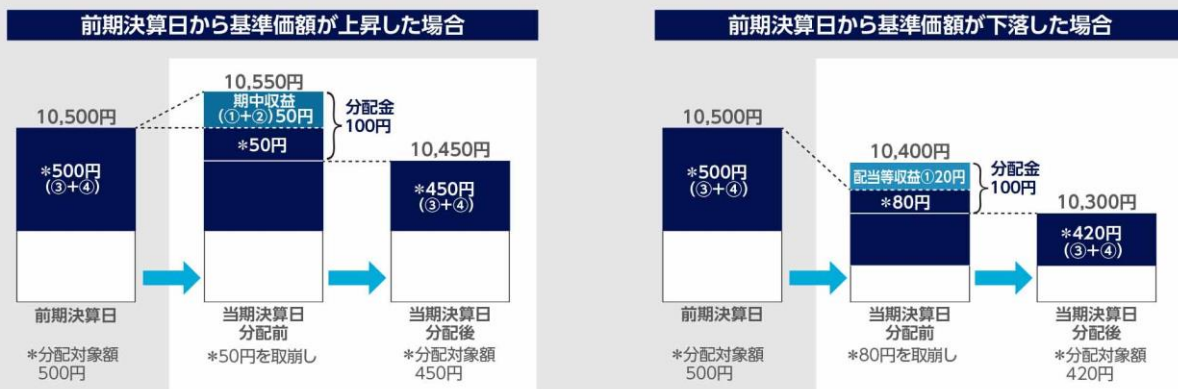 前期決算日から基準価額が上昇した場合
10,500円
*500円
(③+④)
前期決算日
*分配対象額
500円
10,550円
期中収益
(①+②)50円
*50円
分配金
100円
当期決算日
分配前
*50円を取崩し
10,450円
*450円
(③+④)
当期決算日
分配後
*分配対象額
450円
前期決算日から基準価額が下落した場合
10,500円
*500円
(③+④)
前期決算日
*分配対象額
500円
10,400円
配当等収益①20円
*80円
分配金
100円
当期決算日
分配前
*80円を取崩し
10,300円
*420円
(③+④)
当期決算日
分配後
*分配対象額
420円